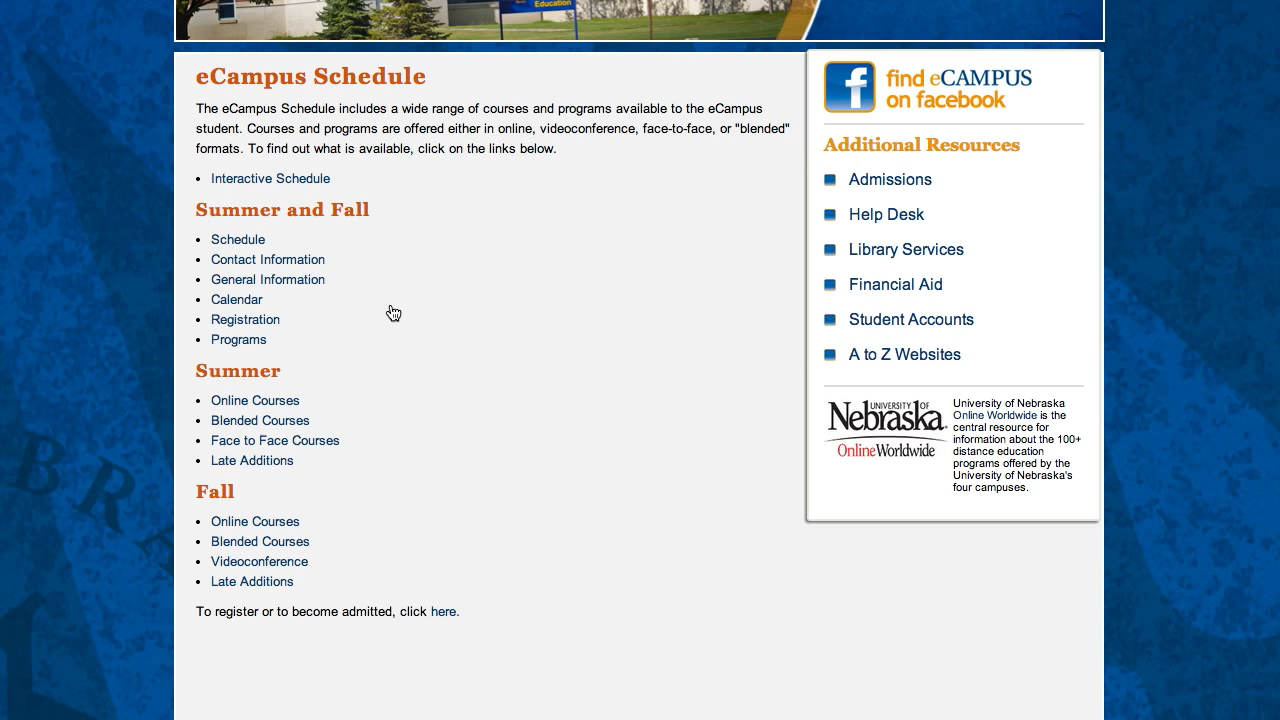 Education
eCampus Schedule
The eCampus Schedule includes a wide range of courses and programs available to the eCampus
student. Courses and programs are offered either in online, videoconference, face-to-face, or "blended"
formats. To find out what is available, click on the links below.
• Interactive Schedule
Summer and Fall
• Schedule
• Contact Information
• General Information
• Calendar
• Registration
• Programs
Summer
• Online Courses
• Blended Courses
• Face to Face Courses
• Late Additions
Fall
• Online Courses
• Blended Courses
• Videoconference
• Late Additions
To register or to become admitted, click here.
find eCAMPUS
on facebook
Additional Resources
Admissions
Help Desk
Library Services
Financial Aid
Student Accounts
A to Z Websites
UNIVERSITY OF
Nebraska
Online Worldwide
University of Nebraska
Online Worldwide is the
central resource for
information about the 100+
distance education
programs offered by the
University of Nebraska's
four campuses.